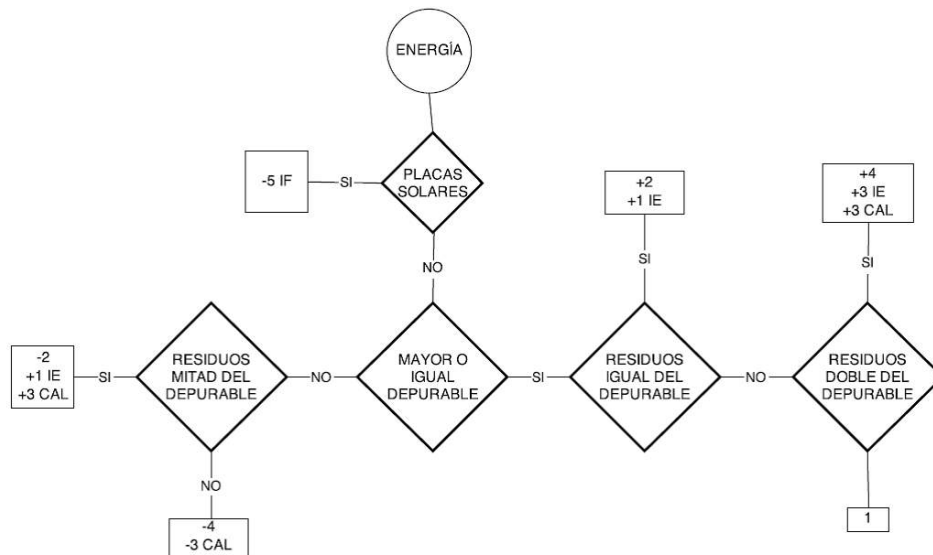 ENERGÍA
-5 IF
SI
PLACAS
SOLARES
+2
+1 IE
+4
+3 IE
+3 CAL
NO
SI
SI
-2
+1 IE
+3 CAL
SI
RESIDUOS
MITAD DEL
DEPURABLE
NO
MAYOR O
IGUAL
DEPURABLE
SI
RESIDUOS
IGUAL DEL
DEPURABLE
NO
RESIDUOS
DOBLE DEL
DEPURABLE
NO
-4
-3 CAL
1